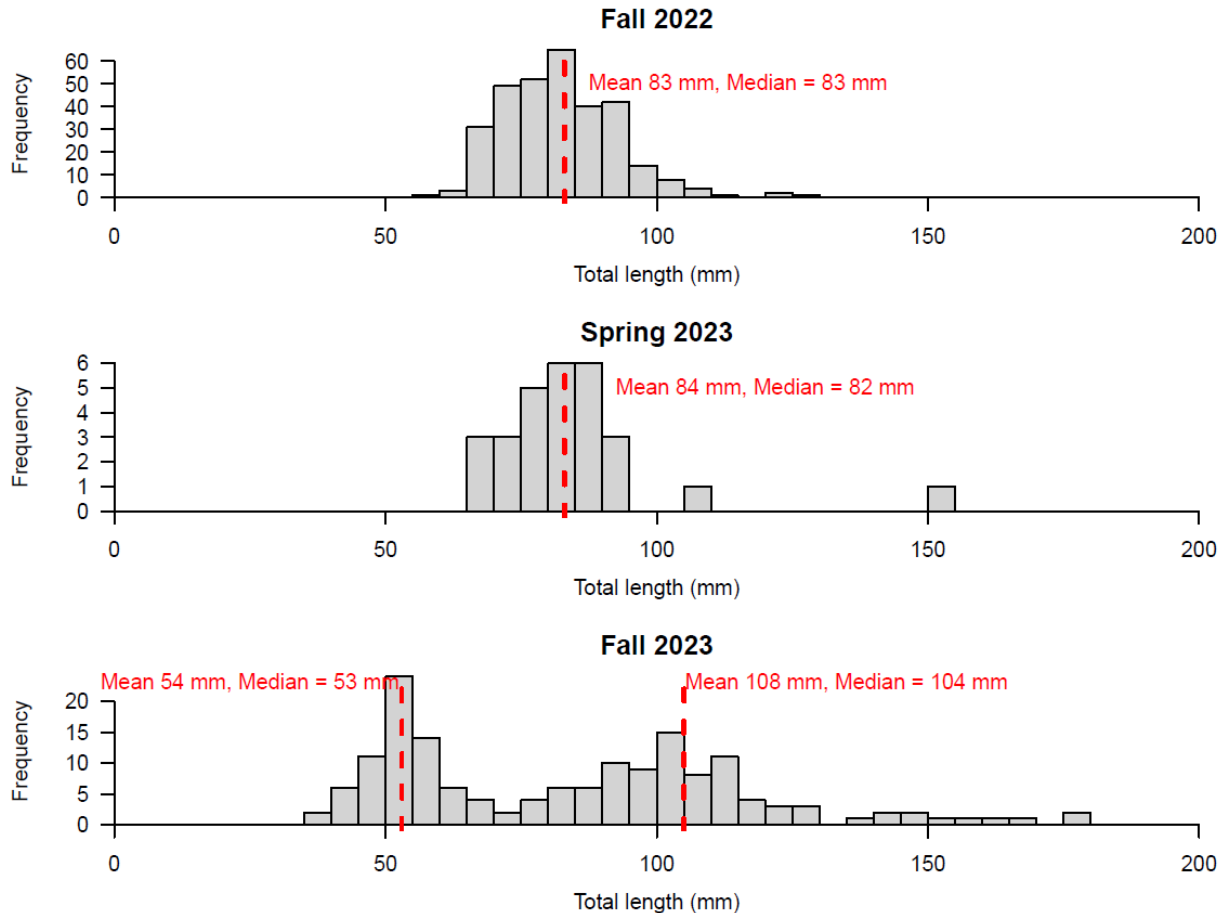 Fall 2022
Frequency
60
50
40
30
20
10
0
Mean 83 mm, Median = 83 mm
0 50 100 150 200
Total length (mm)
Spring 2023
Frequency
6
5
4
3
2
1
0
Mean 84 mm, Median = 82 mm
0 50 100 150 200
Total length (mm)
Fall 2023
Mean 54 mm, Median = 53 mm
Mean 108 mm, Median = 104 mm
Frequency
20
15
10
5
0
0 50 100 150 200
Total length (mm)